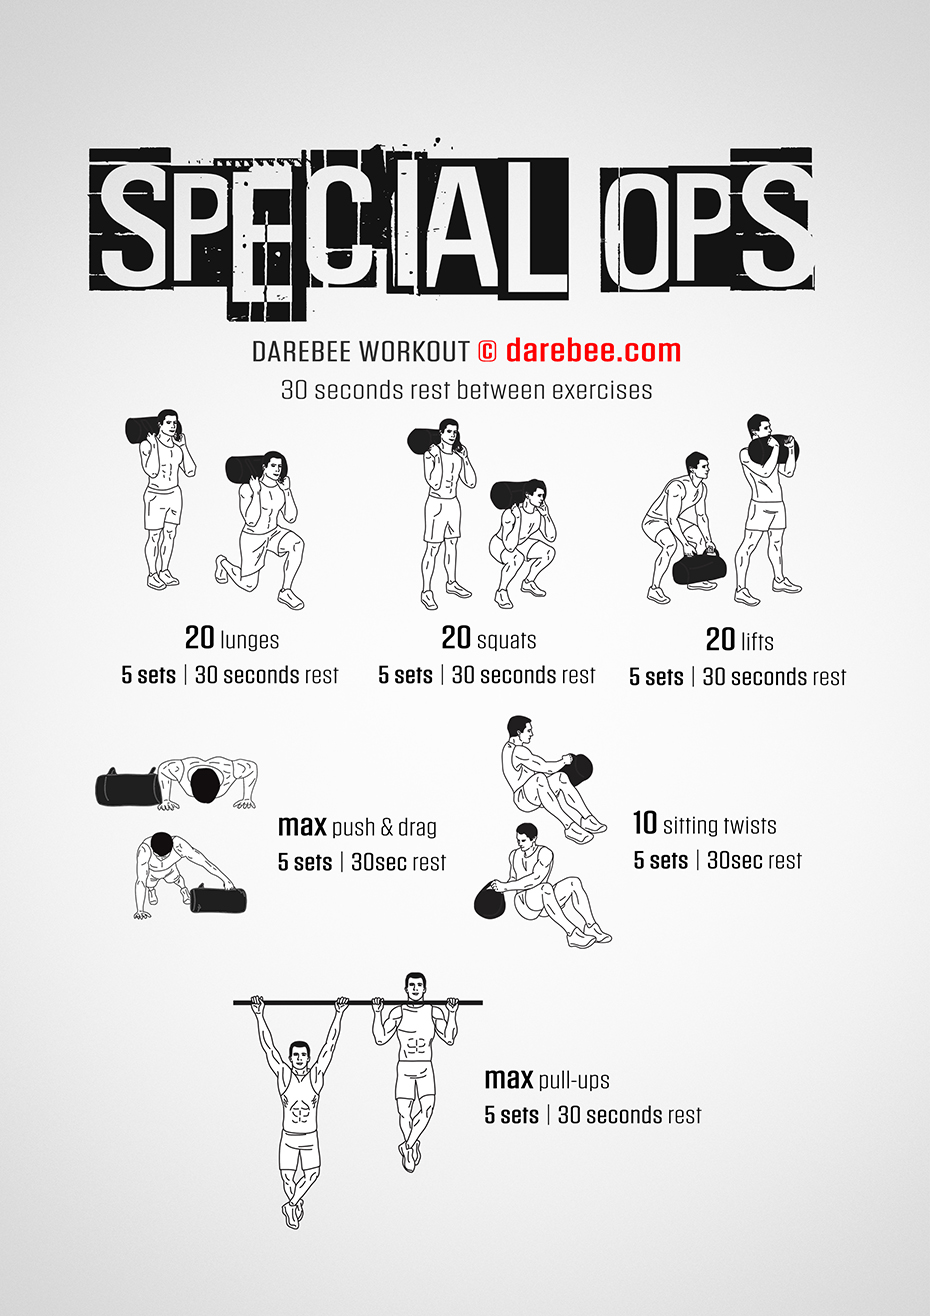 SPECIAL OPS
DAREBEE WORKOUT © darebee.com
30 seconds rest between exercises
20 lunges
5 sets | 30 seconds rest
20 squats
5 sets | 30 seconds rest
20 lifts
5 sets | 30 seconds rest
max push & drag
5 sets | 30sec rest
10 sitting twists
5 sets | 30sec rest
max pull-ups
5 sets | 30 seconds rest